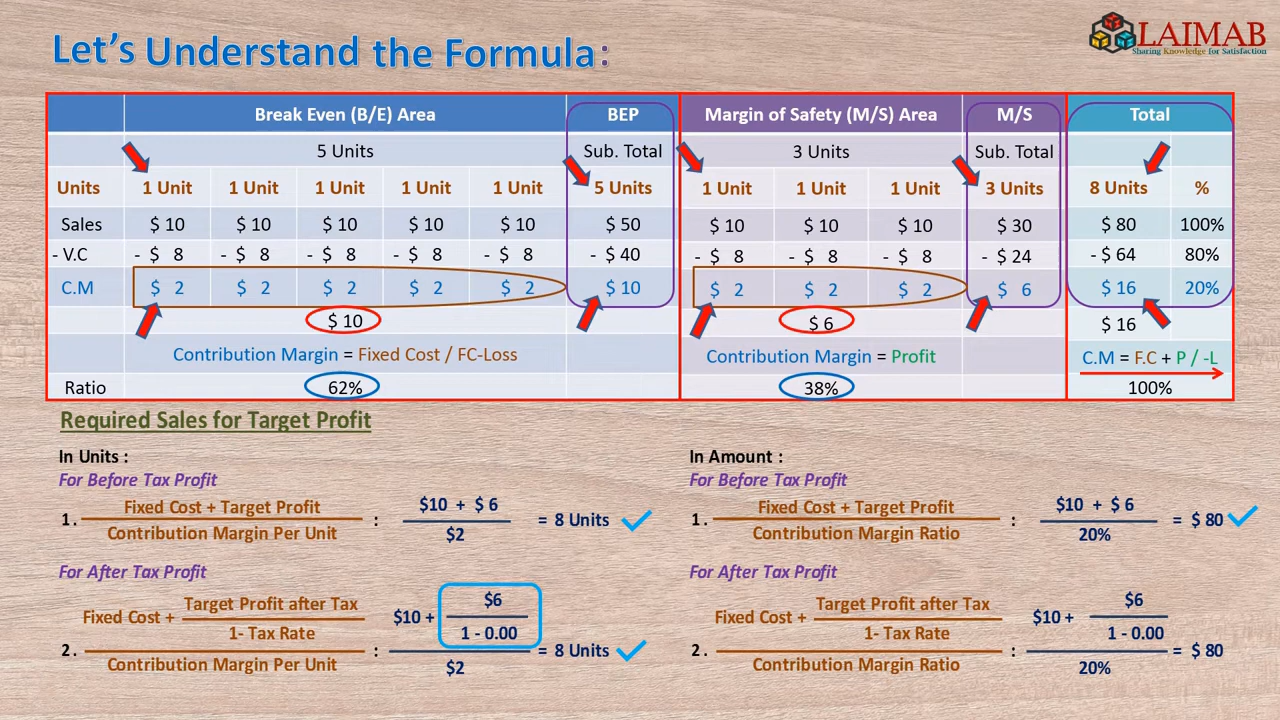 Let's Understand the Formula:
LAIMAB
Sharing Knowledge for Satisfaction
Break Even (B/E) Area BEP Margin of Safety (M/S) Area M/S Total
5 Units Sub. Total 3 Units Sub. Total
Units 1 Unit 1 Unit 1 Unit 1 Unit 1 Unit 5 Units 1 Unit 1 Unit 1 Unit 3 Units 8 Units %
Sales $ 10 $ 10 $ 10 $ 10 $ 10 $ 50 $ 10 $ 10 $ 10 $ 30 $ 80 100%
- V.C - $ 8 - $ 8 - $ 8 - $ 8 - $ 8 - $ 40 - $ 8 - $ 8 - $ 8 - $ 24 - $ 64 80%
C.M $ 2 $ 2 $ 2 $ 2 $ 2 $ 10 $ 2 $ 2 $ 2 $ 6 $ 16 20%
$ 10 $ 6 $ 16
Contribution Margin = Fixed Cost / FC-Loss Contribution Margin = Profit C.M = F.C + P / -L
Ratio 62% 38% 100%
Required Sales for Target Profit
In Units :
For Before Tax Profit
Fixed Cost + Target Profit $10 + $ 6
1. : = 8 Units
Contribution Margin Per Unit $2
For After Tax Profit
Target Profit after Tax $6
Fixed Cost + $10 +
1- Tax Rate 1 - 0.00
2. : = 8 Units
Contribution Margin Per Unit $2
In Amount :
For Before Tax Profit
Fixed Cost + Target Profit $10 + $ 6
1. : = $ 80
Contribution Margin Ratio 20%
For After Tax Profit
Target Profit after Tax $6
Fixed Cost + $10 +
1- Tax Rate 1 - 0.00
2. : = $ 80
Contribution Margin Ratio 20%